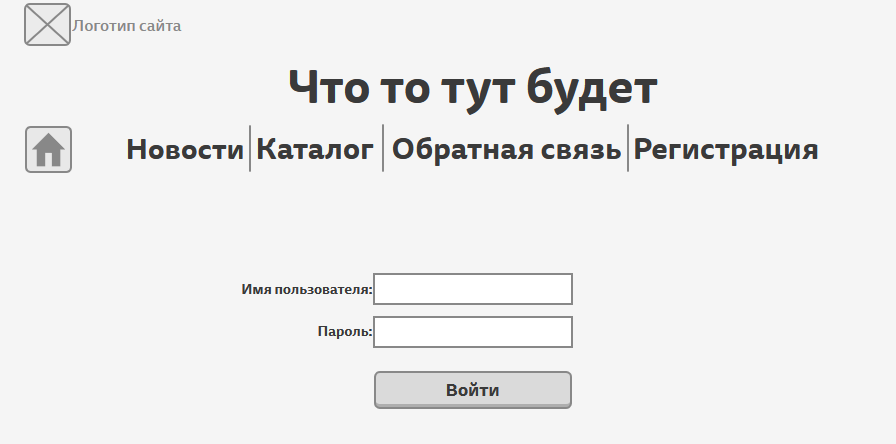 Логотип сайта
Что то тут будет
Новости Каталог Обратная связь Регистрация
Имя пользователя:
Пароль:
Войти